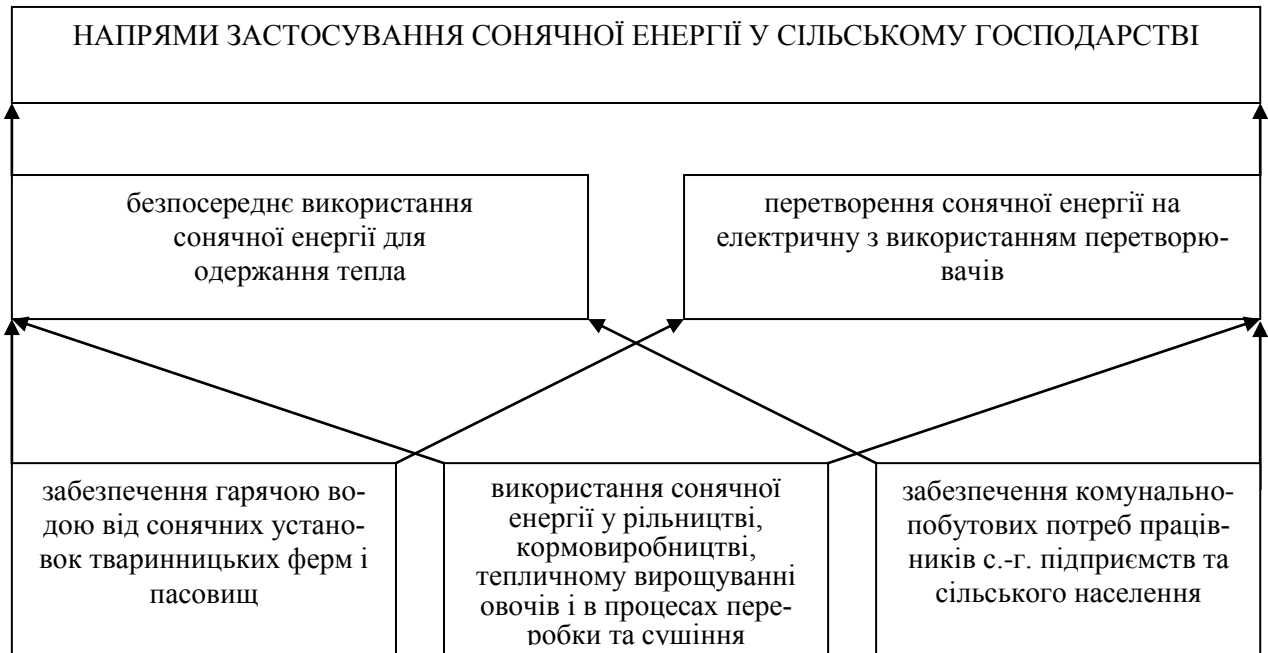 НАПРЯМИ ЗАСТОСУВАННЯ СОНЯЧНОЇ ЕНЕРГІЇ У СІЛЬСЬКОМУ ГОСПОДАРСТВІ
безпосереднє використання
сонячної енергії для
одержання тепла
перетворення сонячної енергії на
електричну з використанням перетворю-
вачів
забезпечення гарячою во-
дою від сонячних устано-
вок тваринницьких ферм і
пасовищ
використання сонячної
енергії у рільництві,
кормовиробництві,
тепличному вирощуванні
овочів і в процесах пере-
робки та сушіння
забезпечення комунально-
побутових потреб праців-
ників с.-г. підприємств та
сільського населення